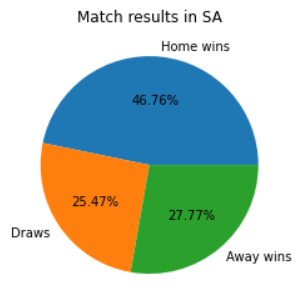 Match results in SA
Home wins
46.76%
25.47%
27.77%
Draws
Away wins